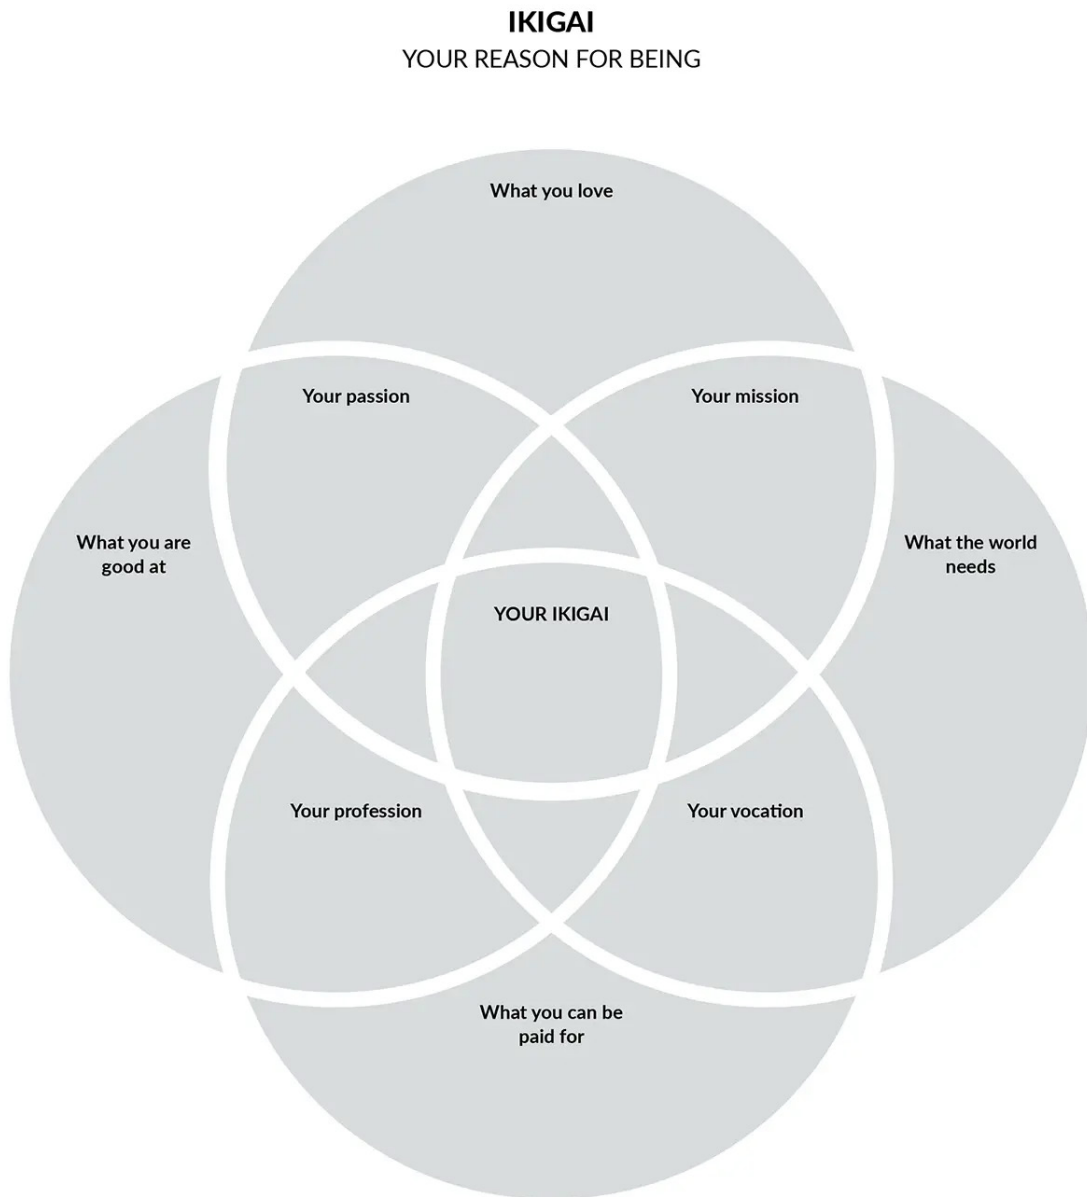 IKIGAI
YOUR REASON FOR BEING
What you love
Your passion
Your mission
What you are
good at
What the world
needs
YOUR IKIGAI
Your profession
Your vocation
What you can be
paid for